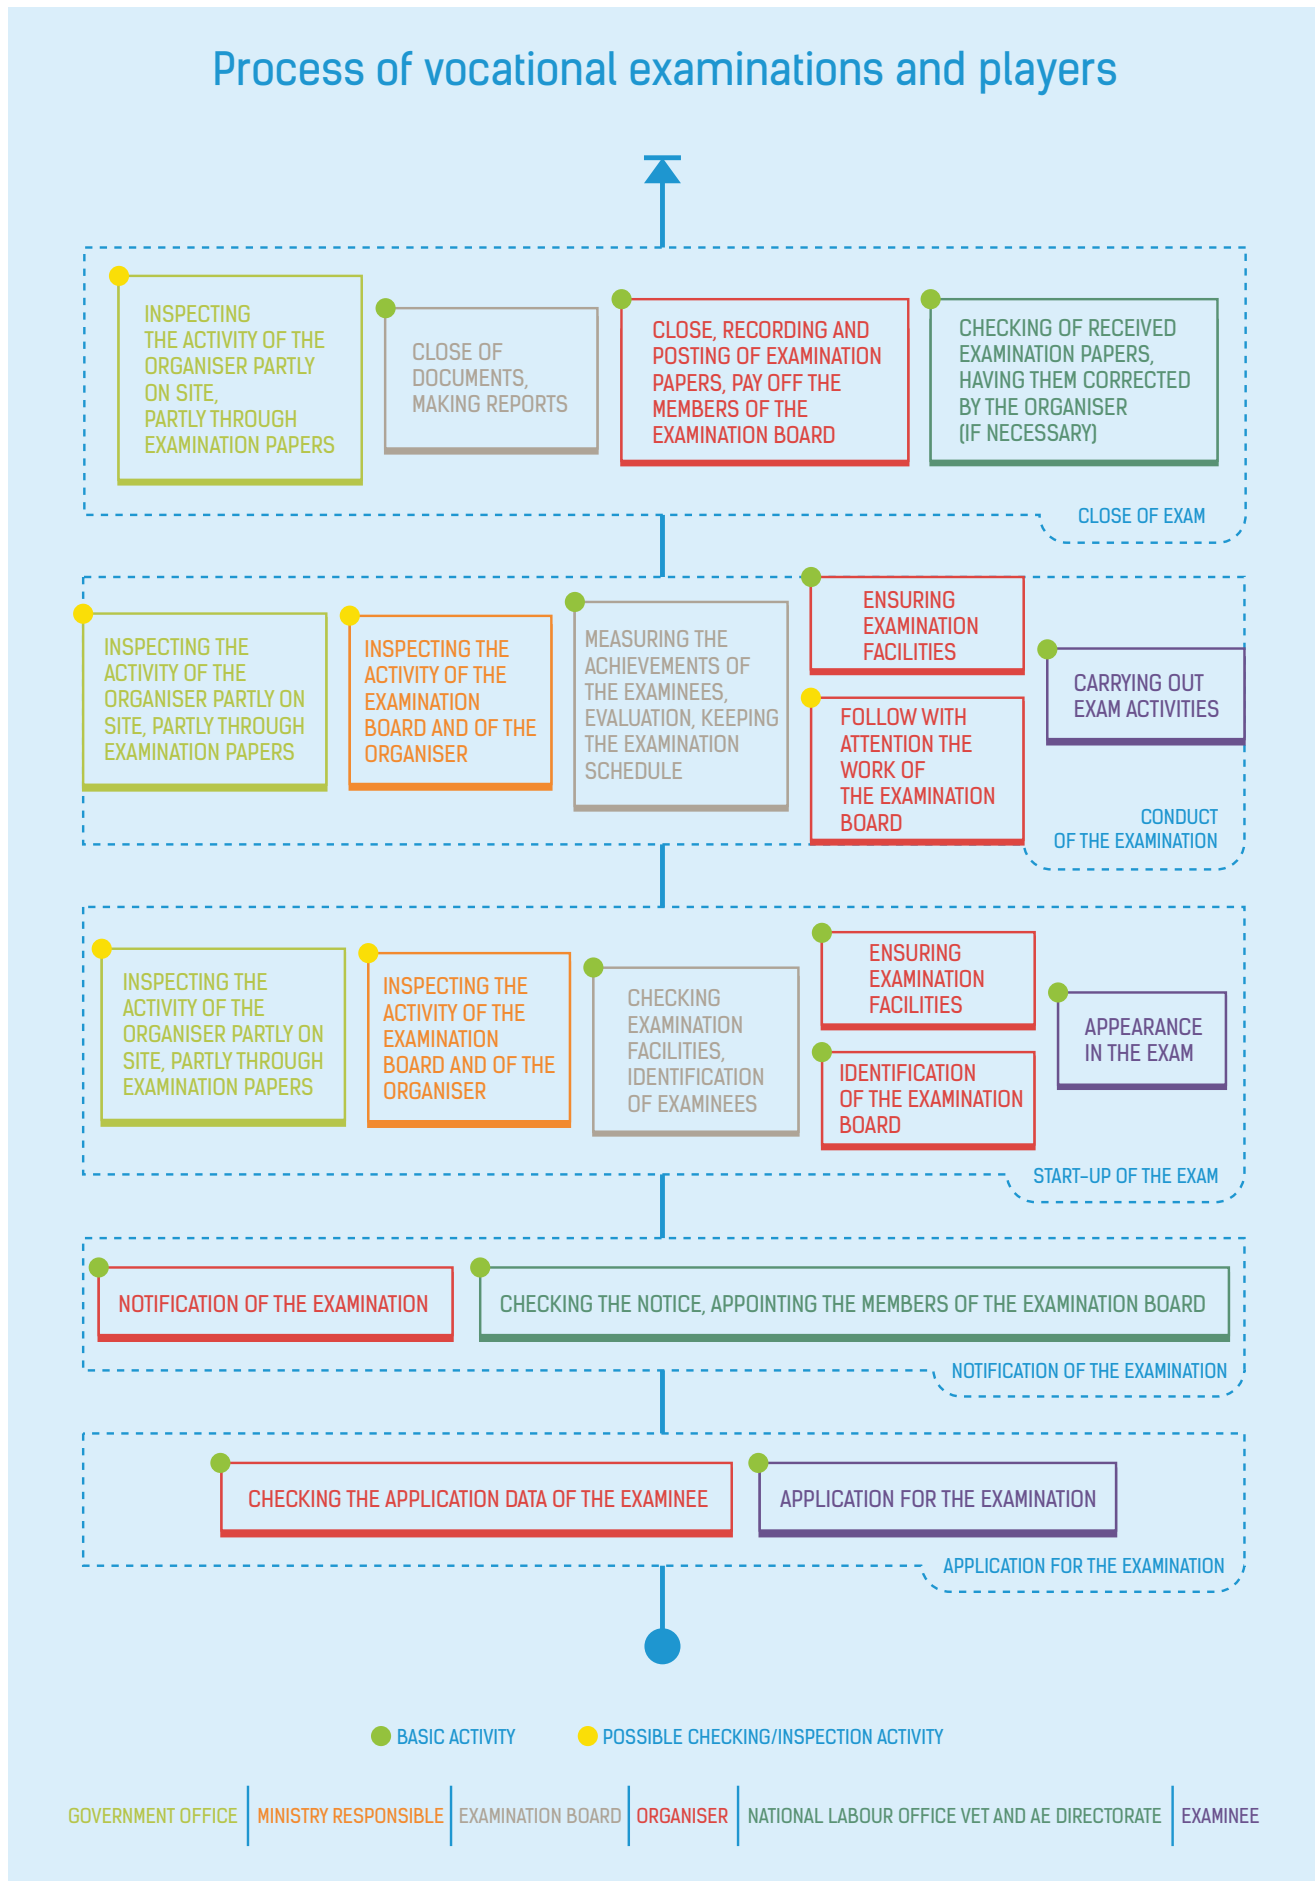 Process of vocational examinations and players
INSPECTING
THE ACTIVITY OF THE
ORGANISER PARTLY
ON SITE,
PARTLY THROUGH
EXAMINATION PAPERS
CLOSE OF
DOCUMENTS,
MAKING REPORTS
CLOSE, RECORDING AND
POSTING OF EXAMINATION
PAPERS, PAY OFF THE
MEMBERS OF THE
EXAMINATION BOARD
CHECKING OF RECEIVED
EXAMINATION PAPERS,
HAVING THEM CORRECTED
BY THE ORGANISER
(IF NECESSARY)
CLOSE OF EXAM
INSPECTING THE
ACTIVITY OF THE
ORGANISER PARTLY ON
SITE, PARTLY THROUGH
EXAMINATION PAPERS
INSPECTING THE
ACTIVITY OF THE
EXAMINATION
BOARD AND OF THE
ORGANISER
MEASURING THE
ACHIEVEMENTS OF
THE EXAMINEES,
EVALUATION, KEEPING
THE EXAMINATION
SCHEDULE
ENSURING
EXAMINATION
FACILITIES
FOLLOW WITH
ATTENTION THE
WORK OF
THE EXAMINATION
BOARD
CARRYING OUT
EXAM ACTIVITIES
CONDUCT
OF THE EXAMINATION
INSPECTING THE
ACTIVITY OF THE
ORGANISER PARTLY ON
SITE, PARTLY THROUGH
EXAMINATION PAPERS
INSPECTING THE
ACTIVITY OF THE
EXAMINATION
BOARD AND OF THE
ORGANISER
CHECKING
EXAMINATION
FACILITIES,
IDENTIFICATION
OF EXAMINEES
ENSURING
EXAMINATION
FACILITIES
IDENTIFICATION
OF THE EXAMINATION
BOARD
APPEARANCE
IN THE EXAM
START-UP OF THE EXAM
NOTIFICATION OF THE EXAMINATION
CHECKING THE NOTICE, APPOINTING THE MEMBERS OF THE EXAMINATION BOARD
NOTIFICATION OF THE EXAMINATION
CHECKING THE APPLICATION DATA OF THE EXAMINEE
APPLICATION FOR THE EXAMINATION
APPLICATION FOR THE EXAMINATION
BASIC ACTIVITY
POSSIBLE CHECKING/INSPECTION ACTIVITY
GOVERNMENT OFFICE
MINISTRY RESPONSIBLE
EXAMINATION BOARD
ORGANISER
NATIONAL LABOUR OFFICE VET AND AE DIRECTORATE
EXAMINEE